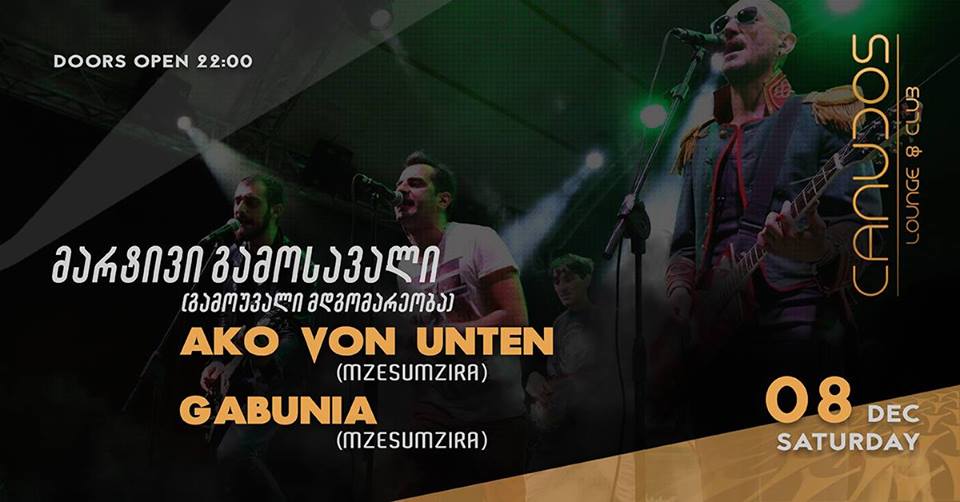 DOORS OPEN 22:00
CANUDOS
LOUNGE & CLUB
მარტივი გამოსავალი
(გამოუვალი მდგომარეობა)
AKO VON UNTEN
(MZESUMZIRA)
GABUNIA
(MZESUMZIRA)
08 DEC
SATURDAY